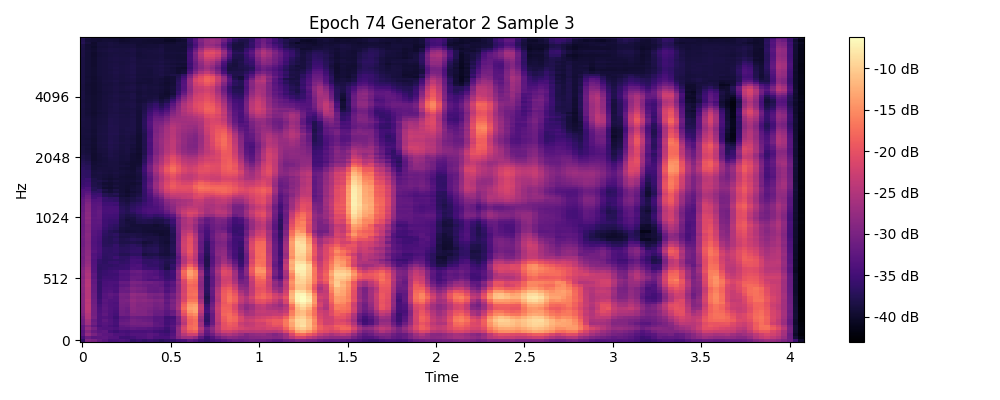 Epoch 74 Generator 2 Sample 3
Hz
4096
2048
1024
512
0
0
0.5
1
1.5
2
2.5
3
3.5
4
Time
-10 dB
-15 dB
-20 dB
-25 dB
-30 dB
-35 dB
-40 dB